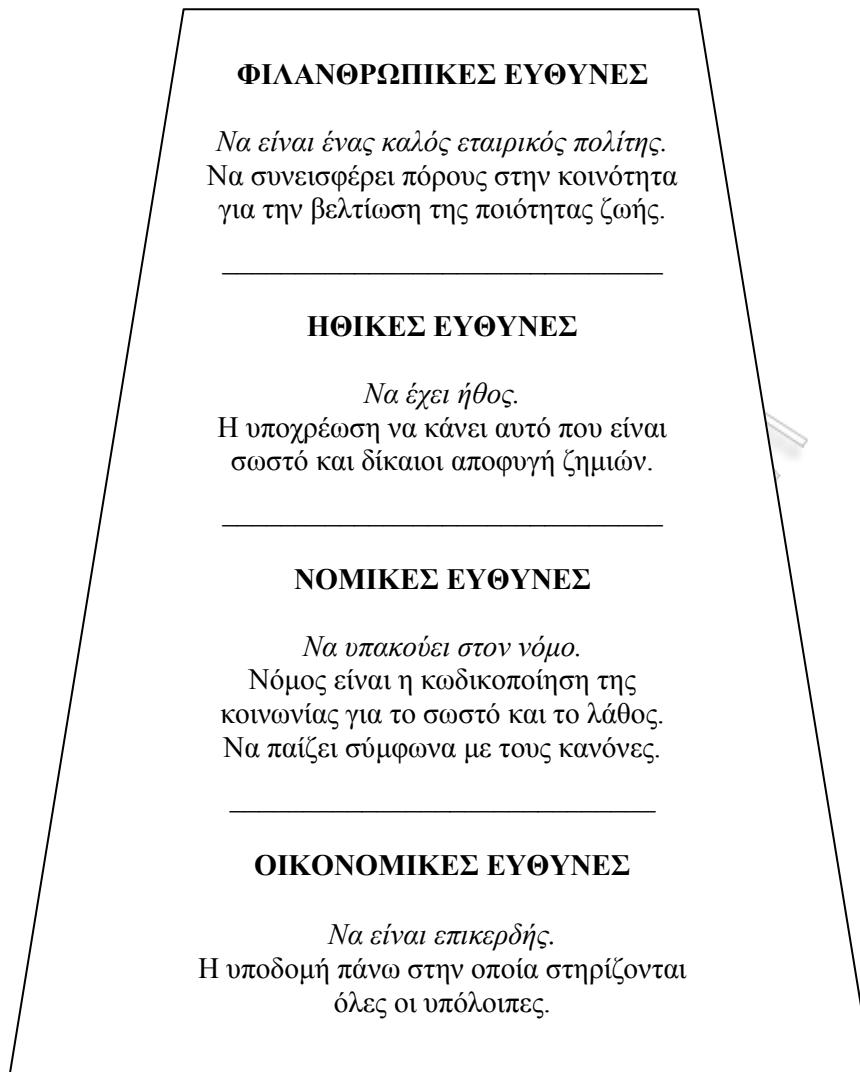 ΦΙΛΑΝΘΡΩΠΙΚΕΣ ΕΥΘΥΝΕΣ
Να είναι ένας καλός εταιρικός πολίτης.
Να συνεισφέρει πόρους στην κοινότητα
για την βελτίωση της ποιότητας ζωής.
ΗΘΙΚΕΣ ΕΥΘΥΝΕΣ
Να έχει ήθος.
Η υποχρέωση να κάνει αυτό που είναι
σωστό και δίκαιοι αποφυγή ζημιών.
ΝΟΜΙΚΕΣ ΕΥΘΥΝΕΣ
Να υπακούει στον νόμο.
Νόμος είναι η κωδικοποίηση της
κοινωνίας για το σωστό και το λάθος.
Να παίζει σύμφωνα με τους κανόνες.
ΟΙΚΟΝΟΜΙΚΕΣ ΕΥΘΥΝΕΣ
Να είναι επικερδής.
Η υποδομή πάνω στην οποία στηρίζονται
όλες οι υπόλοιπες.